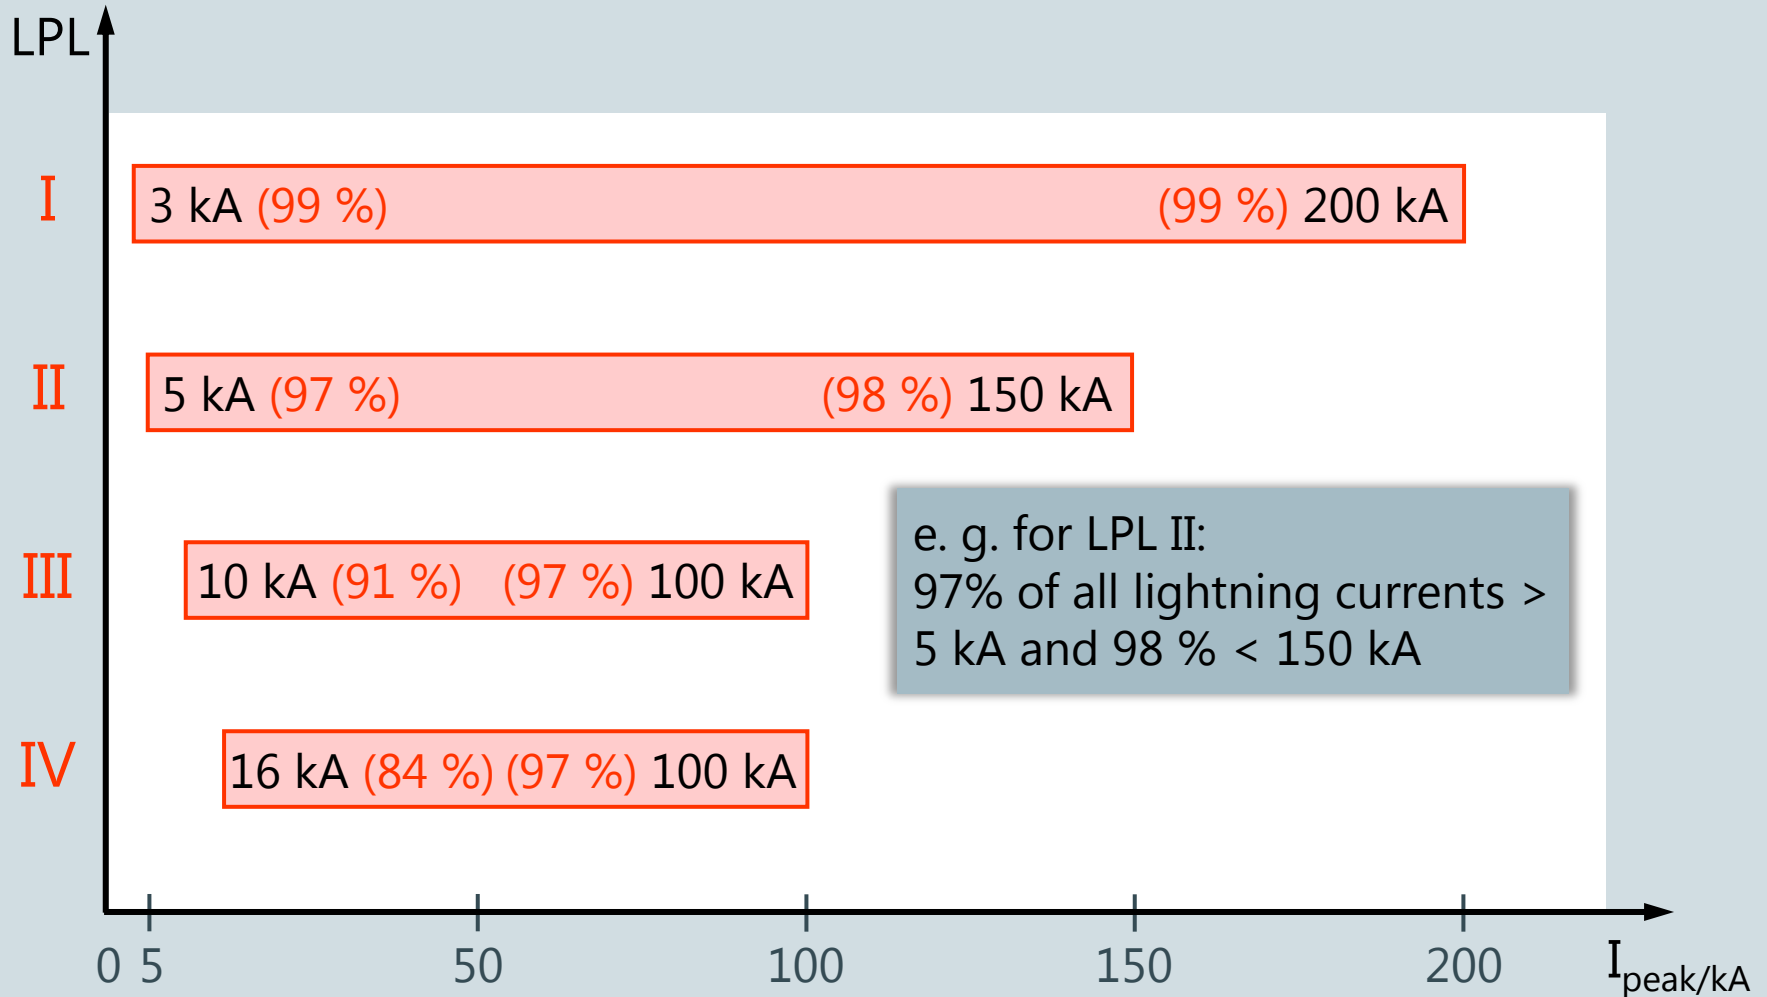 LPL
I
3 kA (99 %) (99 %) 200 kA
II
5 kA (97 %) (98 %) 150 kA
III
10 kA (91 %) (97 %) 100 kA
e. g. for LPL II:
97% of all lightning currents >
5 kA and 98 % < 150 kA
IV
16 kA (84 %) (97 %) 100 kA
0 5 50 100 150 200 Ipeak/kA